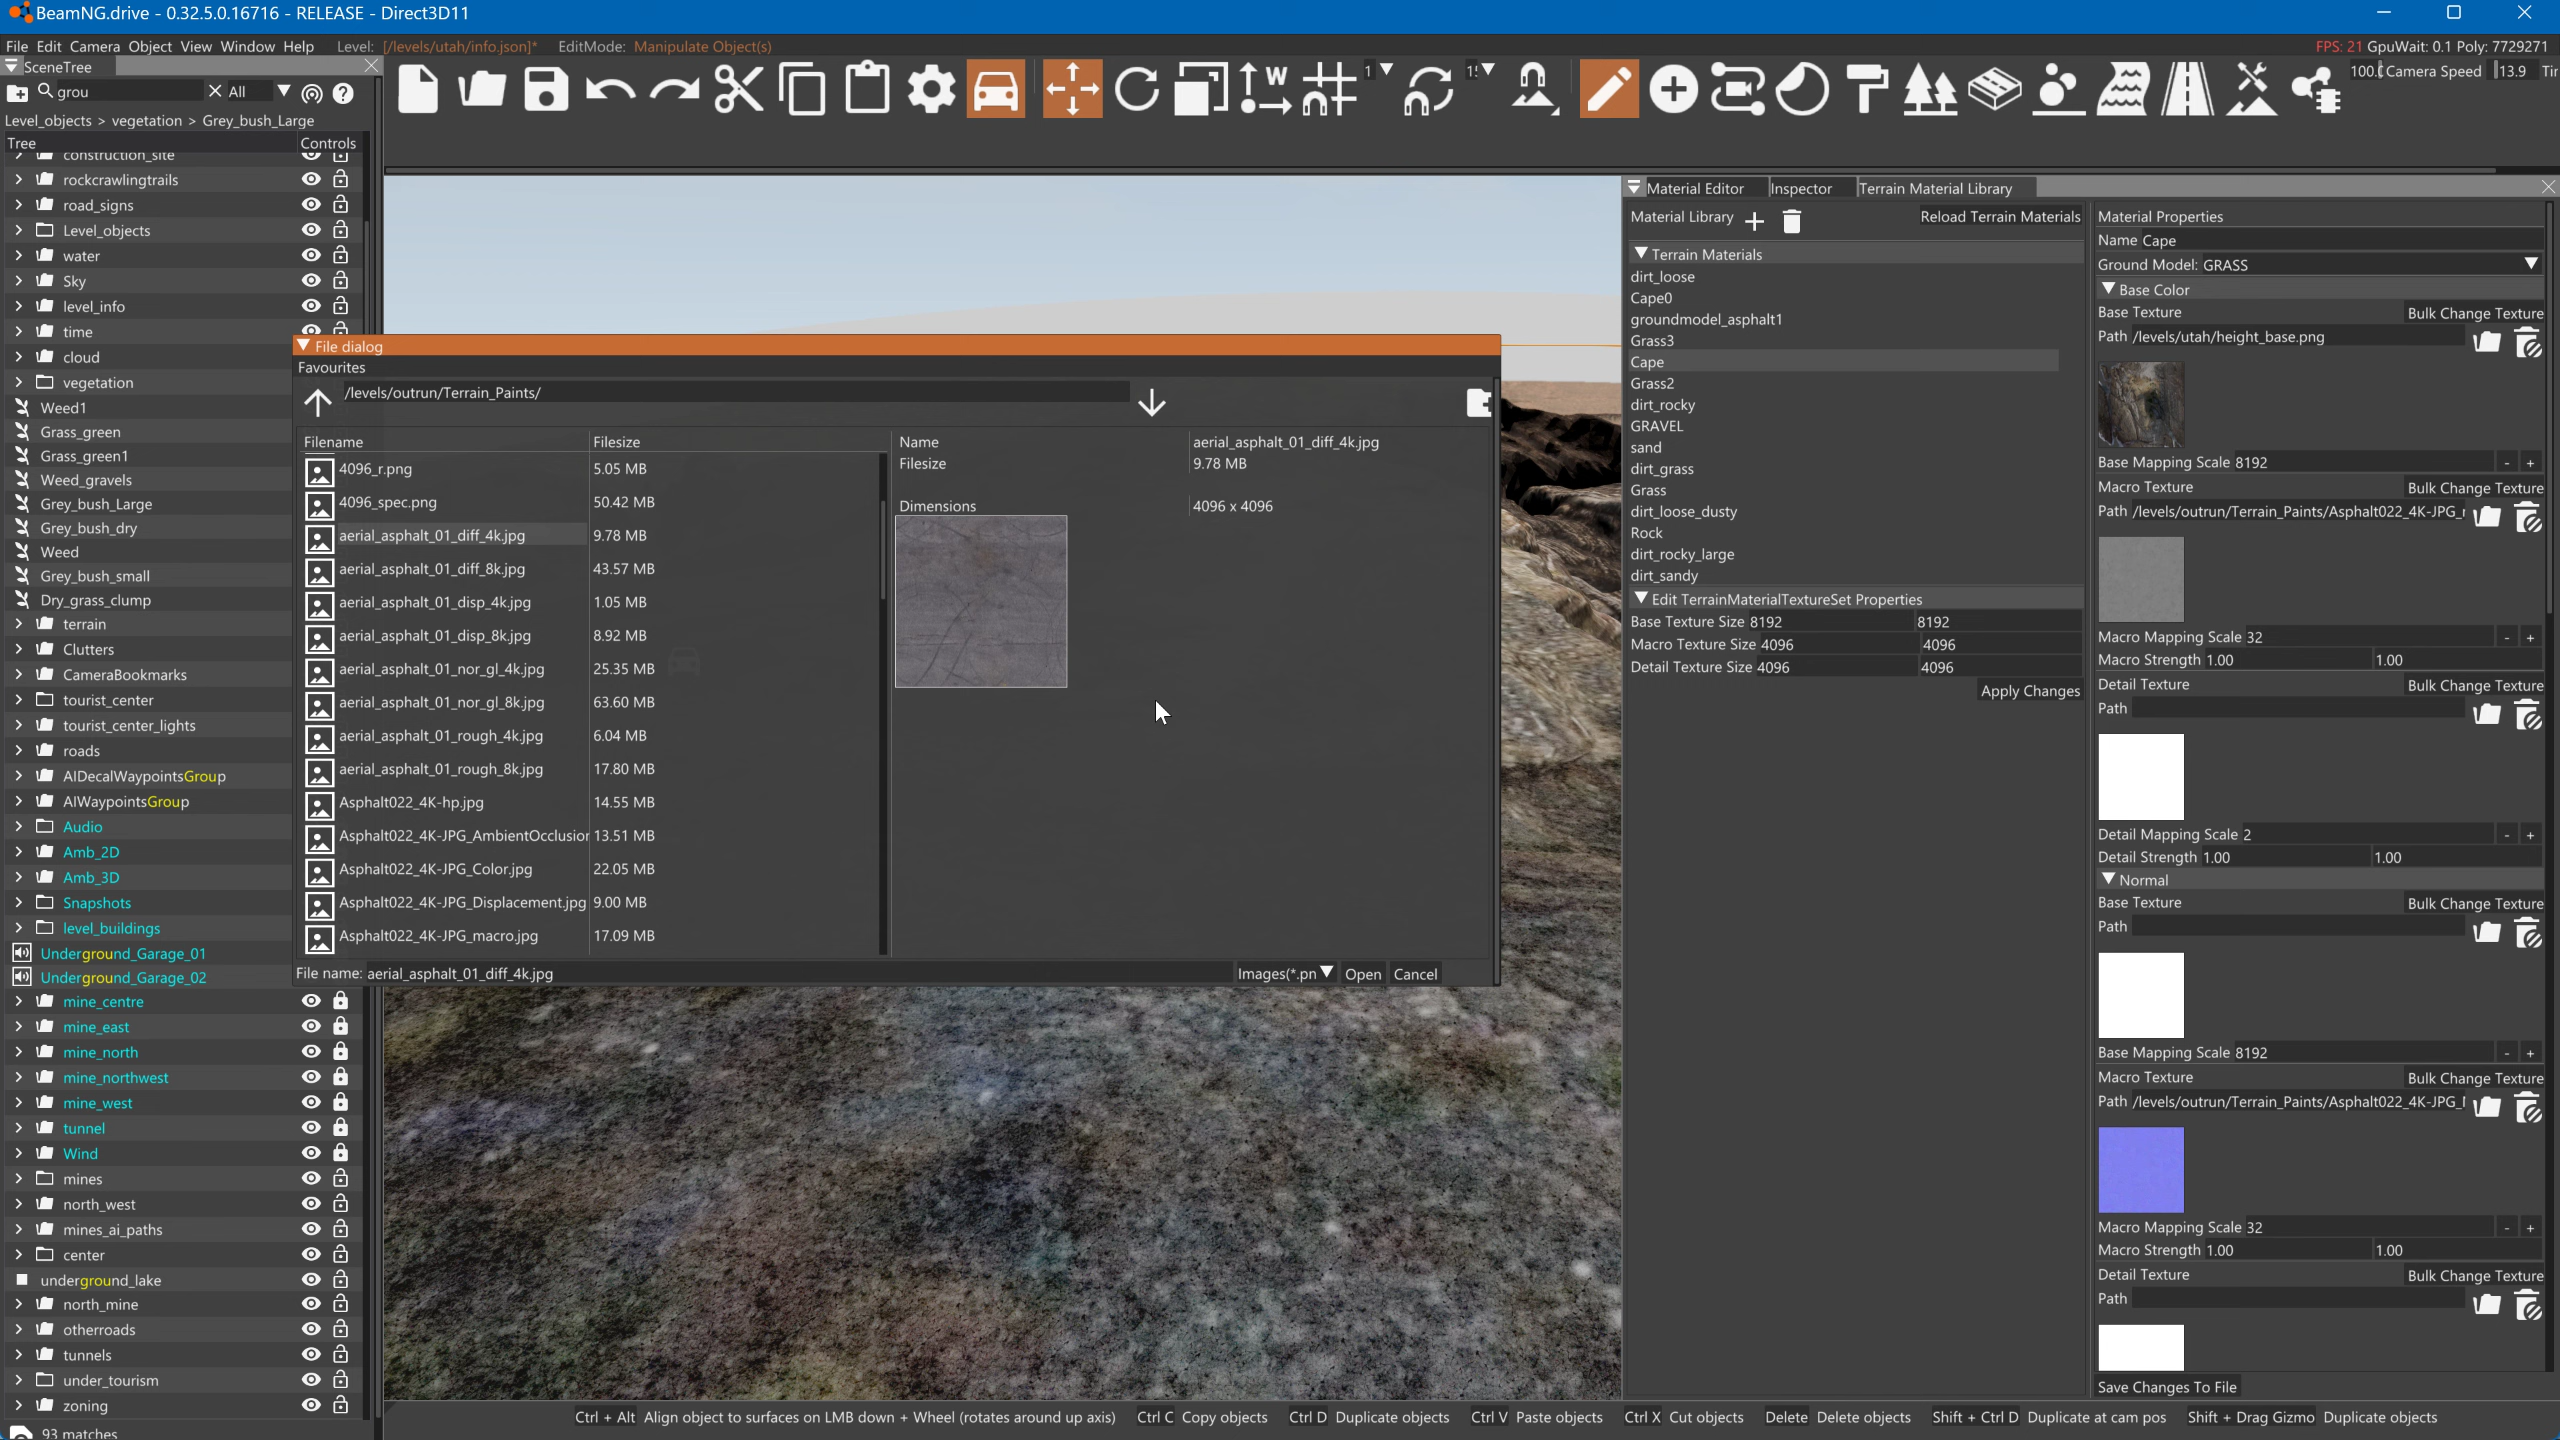 BeamNG.drive - 0.32.5.0.16716 - RELEASE - Direct3D11
File Edit Camera Object View Window Help Level: [/levels/utah/info.json]* EditMode: Manipulate Object(s)
FPS: 21 GpuWait: 0.1 Poly: 7729271
SceneTree
grou
All
Level_objects > vegetation > Grey_bush_Large
Tree Controls
construction_site
rockcrawlingtrails
road_signs
Level_objects
water
Sky
level_info
time
cloud
vegetation
Weed1
Grass_green
Grass_green1
Weed_gravels
Grey_bush_Large
Grey_bush_dry
Weed
Grey_bush_small
Dry_grass_clump
terrain
Clutters
CameraBookmarks
tourist_center
tourist_center_lights
roads
AIDecalWaypointsGroup
AIWaypointsGroup
Audio
Amb_2D
Amb_3D
Snapshots
level_buildings
Underground_Garage_01
Underground_Garage_02
mine_centre
mine_east
mine_north
mine_northwest
mine_west
tunnel
Wind
mines
north_west
mines_ai_paths
center
underground_lake
north_mine
otherroads
tunnels
under_tourism
zoning
93 matches
W
1
100. Camera Speed 13.9
File dialog
Favourites
/levels/outrun/Terrain_Paints/
Filename Filesize
4096_r.png 5.05 MB
4096_spec.png 50.42 MB
aerial_asphalt_01_diff_4k.jpg 9.78 MB
aerial_asphalt_01_diff_8k.jpg 43.57 MB
aerial_asphalt_01_disp_4k.jpg 1.05 MB
aerial_asphalt_01_disp_8k.jpg 8.92 MB
aerial_asphalt_01_nor_gl_4k.jpg 25.35 MB
aerial_asphalt_01_nor_gl_8k.jpg 63.60 MB
aerial_asphalt_01_rough_4k.jpg 6.04 MB
aerial_asphalt_01_rough_8k.jpg 17.80 MB
Asphalt022_4K-hp.jpg 14.55 MB
Asphalt022_4K-JPG_AmbientOcclusion 13.51 MB
Asphalt022_4K-JPG_Color.jpg 22.05 MB
Asphalt022_4K-JPG_Displacement.jpg 9.00 MB
Asphalt022_4K-JPG_macro.jpg 17.09 MB
Name aerial_asphalt_01_diff_4k.jpg
Filesize 9.78 MB
Dimensions 4096 x 4096
File name: aerial_asphalt_01_diff_4k.jpg Images(*.pn Open Cancel
Material Editor Inspector Terrain Material Library
Material Library Reload Terrain Materials
Terrain Materials
dirt_loose
Cape0
groundmodel_asphalt1
Grass3
Cape
Grass2
dirt_rocky
GRAVEL
sand
dirt_grass
Grass
dirt_loose_dusty
Rock
dirt_rocky_large
dirt_sandy
Edit TerrainMaterialTextureSet Properties
Base Texture Size 8192 8192
Macro Texture Size 4096 4096
Detail Texture Size 4096 4096
Apply Changes
Material Properties
Name Cape
Ground Model: GRASS
Base Color
Base Texture Bulk Change Texture
Path /levels/utah/height_base.png
Base Mapping Scale 8192 - +
Macro Texture Bulk Change Texture
Path /levels/outrun/Terrain_Paints/Asphalt022_4K-JPG_
Macro Mapping Scale 32 - +
Macro Strength 1.00 1.00
Detail Texture Bulk Change Texture
Path
Detail Mapping Scale 2 - +
Detail Strength 1.00 1.00
Normal
Base Texture Bulk Change Texture
Path
Base Mapping Scale 8192 - +
Macro Texture Bulk Change Texture
Path /levels/outrun/Terrain_Paints/Asphalt022_4K-JPG_
Macro Mapping Scale 32 - +
Macro Strength 1.00 1.00
Detail Texture Bulk Change Texture
Path
Save Changes To File
Ctrl + Alt Align object to surfaces on LMB down + Wheel (rotates around up axis) Ctrl C Copy objects Ctrl D Duplicate objects Ctrl V Paste objects Ctrl X Cut objects Delete Delete objects Shift + Ctrl D Duplicate at cam pos Shift + Drag Gizmo Duplicate objects